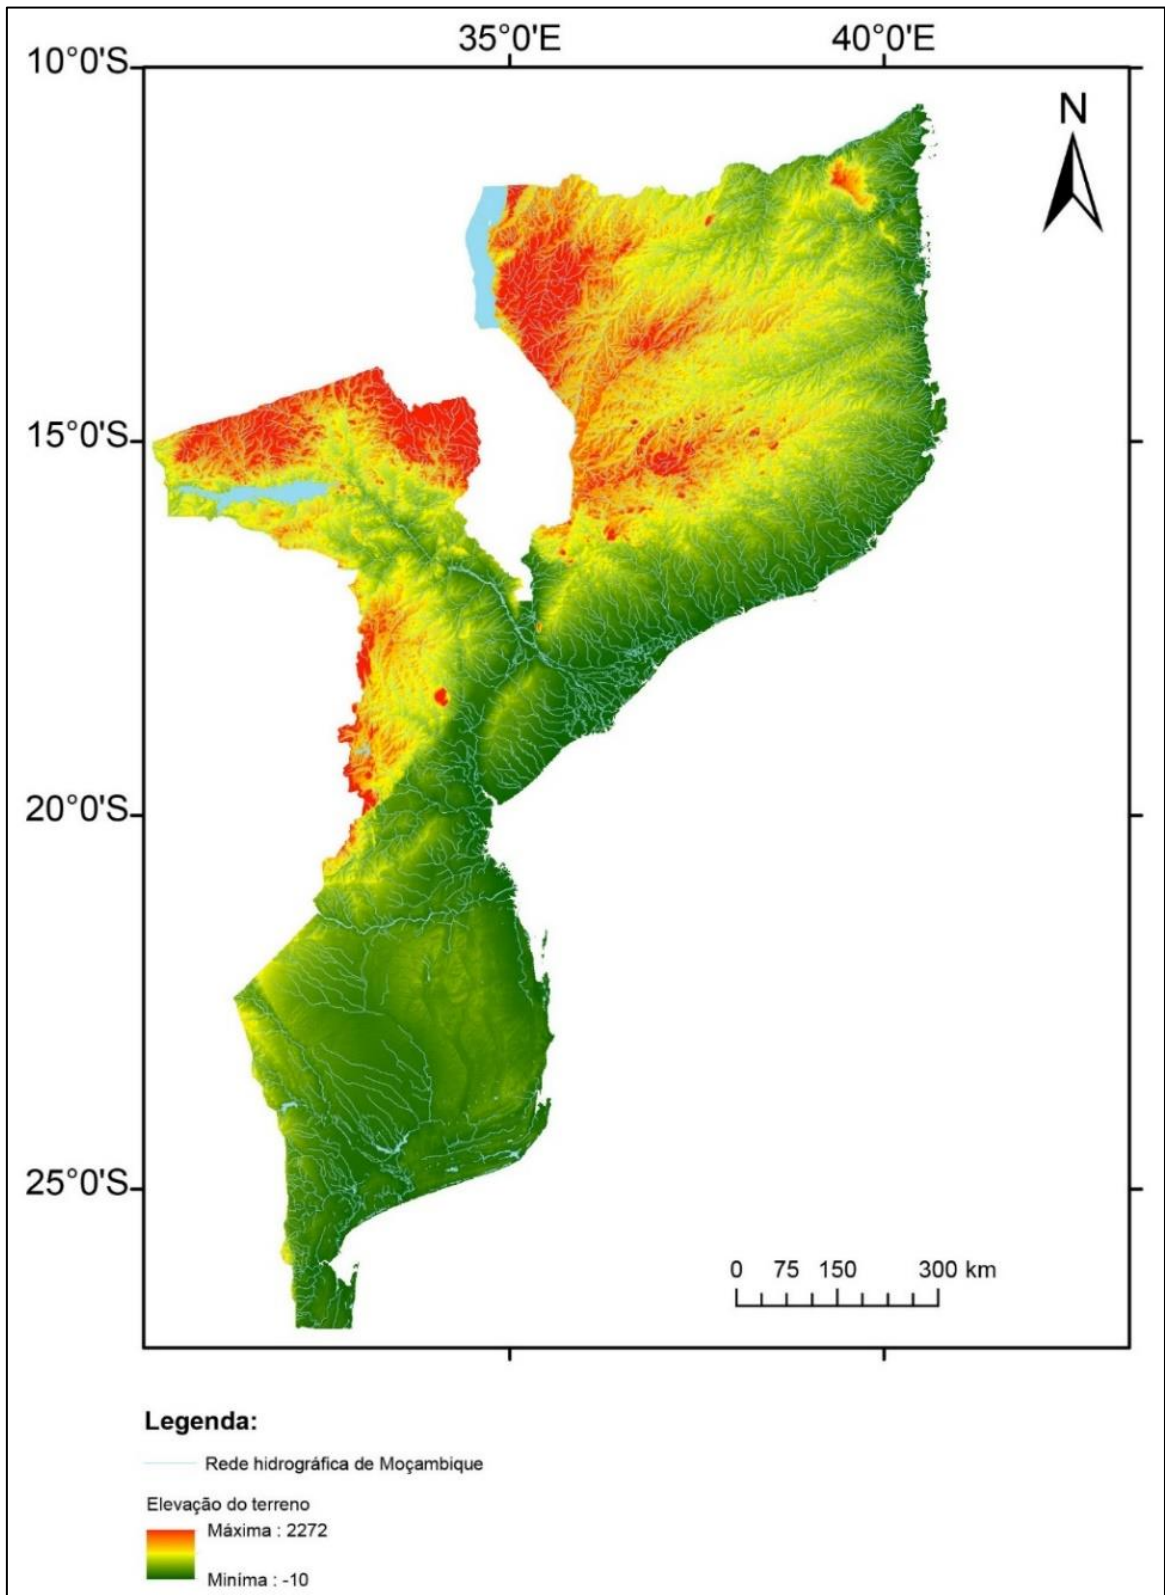 35°0'E 40°0'E
10°0'S
N
15°0'S
20°0'S
25°0'S
0 75 150 300 km
Legenda:
Rede hidrográfica de Moçambique
Elevação do terreno
Máxima : 2272
Miníma : -10